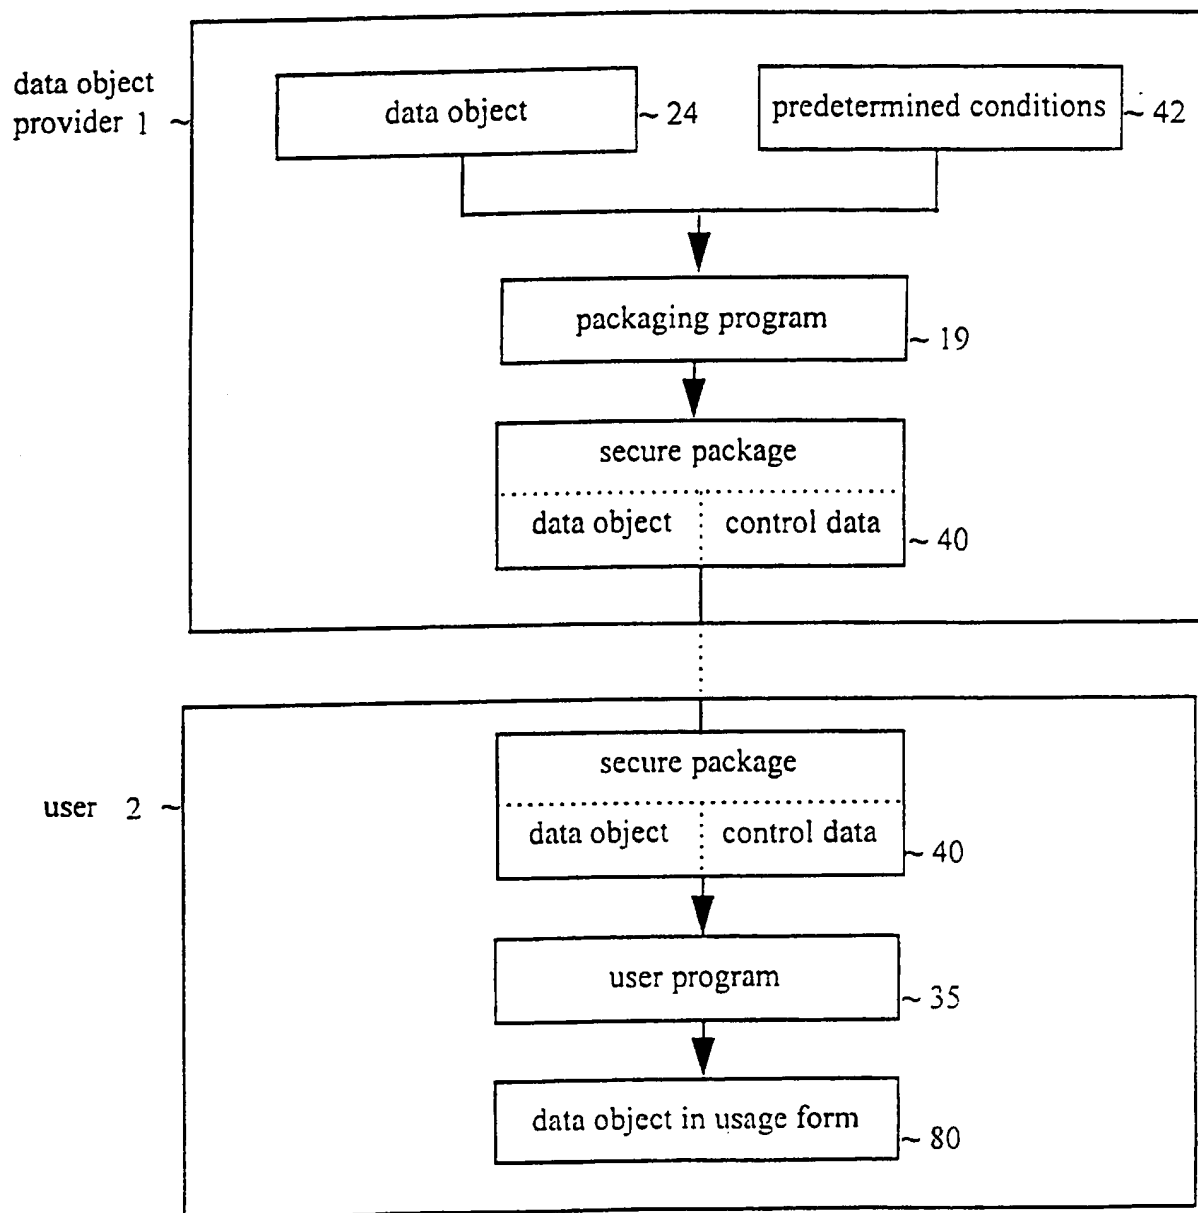 data object
provider 1 ~
data object
~ 24
predetermined conditions
~ 42
packaging program
~ 19
secure package
data object
control data
~ 40
user 2 ~
secure package
data object
control data
~ 40
user program
~ 35
data object in usage form
~ 80